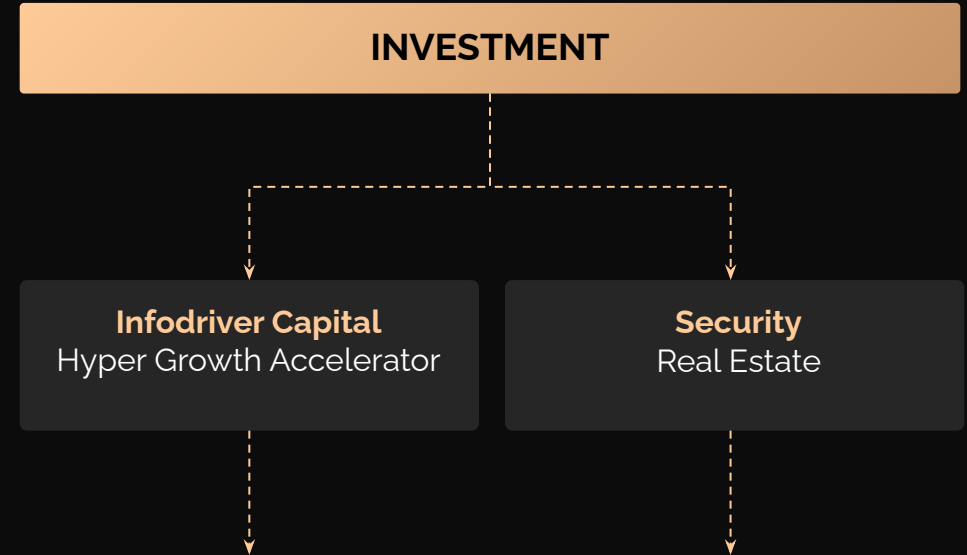 INVESTMENT
Infodriver Capital
Hyper Growth Accelerator
Security
Real Estate